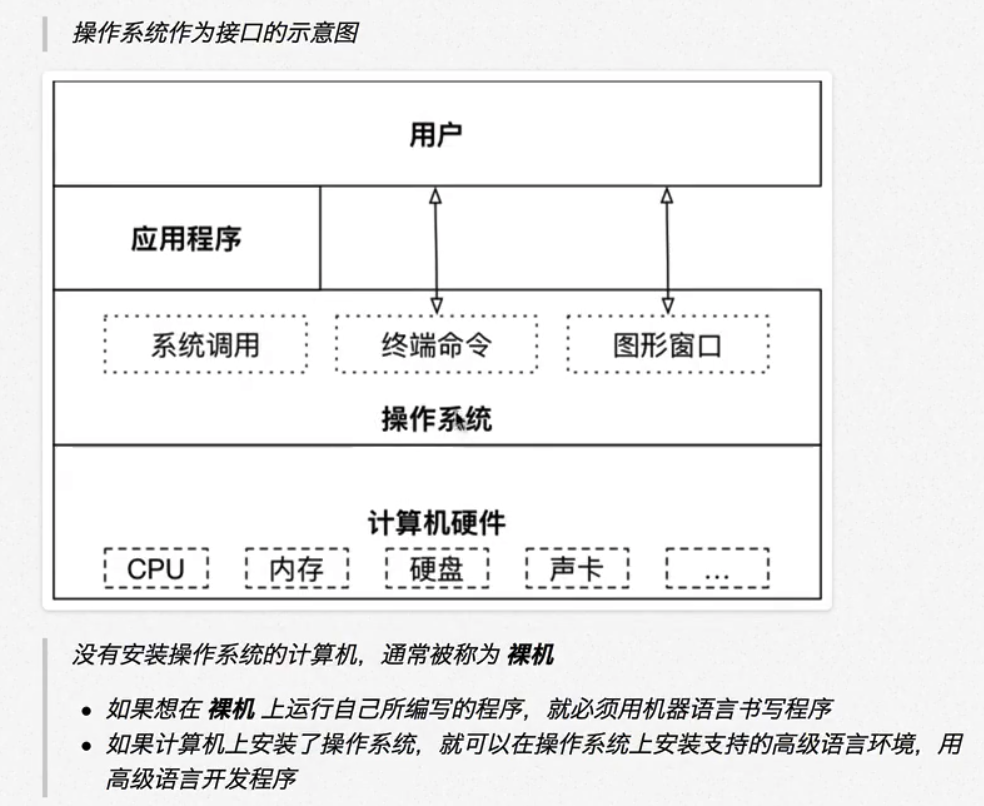 操作系统作为接口的示意图
用户
应用程序
系统调用
终端命令
图形窗口
操作系统
计算机硬件
CPU
内存
硬盘
声卡
...
没有安装操作系统的计算机，通常被称为 裸机
• 如果想在 裸机 上运行自己所编写的程序，就必须用机器语言书写程序
• 如果计算机上安装了操作系统，就可以在操作系统上安装支持的高级语言环境，用
高级语言开发程序